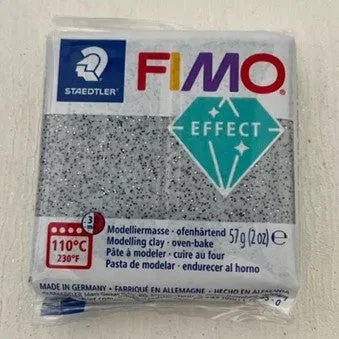 STAEDTLER
FIMO®
EFFECT
3
110°C
230°F
Modelliermasse · ofenhärtend
Modelling clay · oven-bake
Pâte à modeler · cuire au four
Pasta de modelar · endurecer al horno
57 g (2 oz) ℮
MADE IN GERMANY · FABRIQUÉ EN ALLEMAGNE · HECHO EN ALEMANIA